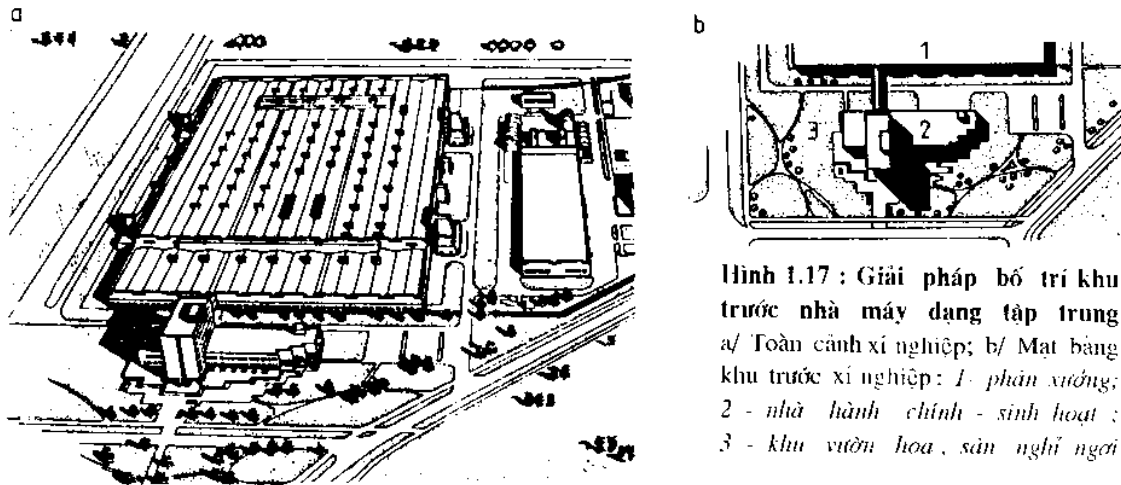 a
b
1
2
3
Hình 1.17 : Giải pháp bố trí khu
trước nhà máy dạng tập trung
a/ Toàn cảnh xí nghiệp; b/ Mạt bàng
khu trước xí nghiệp : 1- phân xưởng;
2 - nhà hành chính - sinh hoạt ;
3 - khu vườn hoa , sân nghỉ ngơi